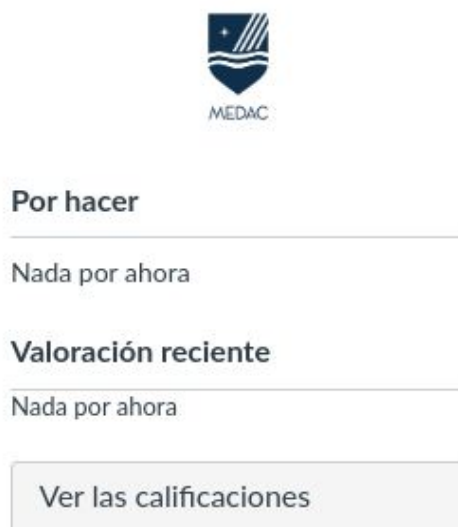 MEDAC
Por hacer
Nada por ahora
Valoración reciente
Nada por ahora
Ver las calificaciones